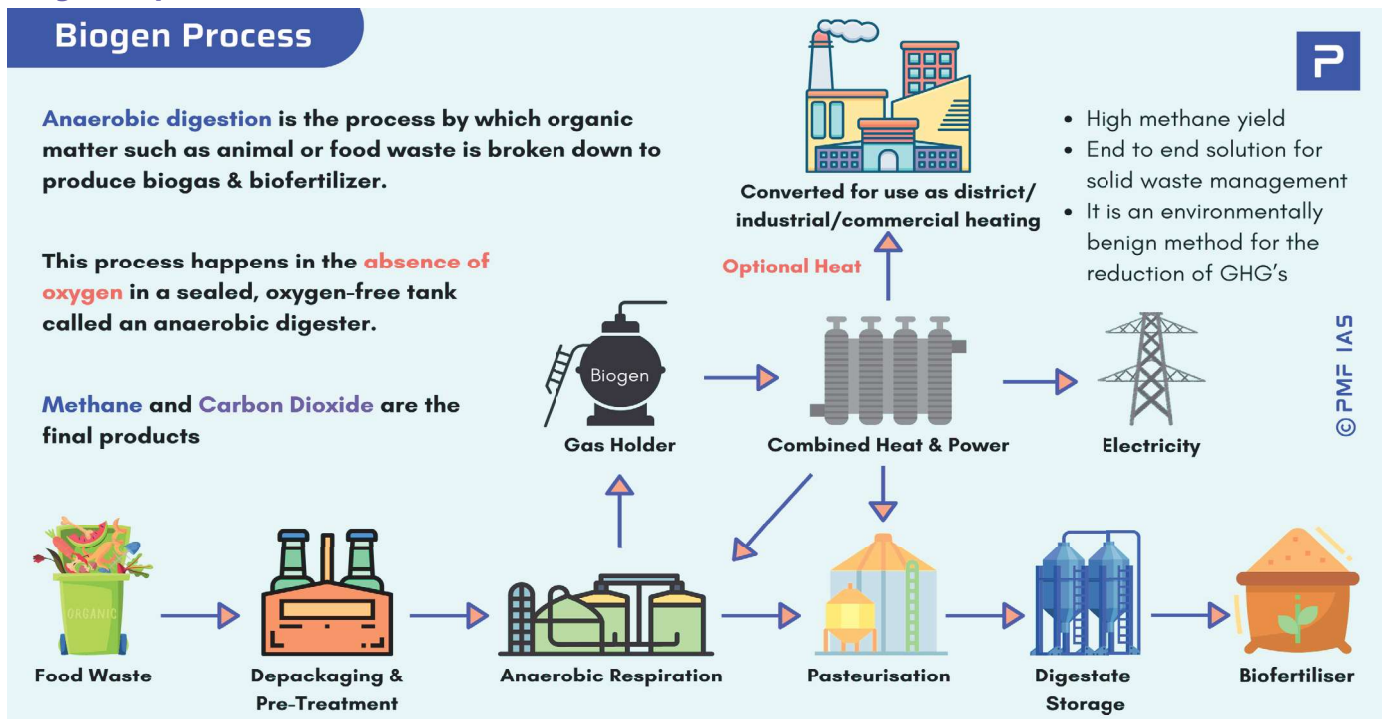 Biogen Process
P
Anaerobic digestion is the process by which organic
matter such as animal or food waste is broken down to
produce biogas & biofertilizer.
This process happens in the absence of
oxygen in a sealed, oxygen-free tank
called an anaerobic digester.
Methane and Carbon Dioxide are the
final products
Converted for use as district/
industrial/commercial heating
• High methane yield
• End to end solution for
solid waste management
• It is an environmentally
benign method for the
reduction of GHG's
Optional Heat
Biogen
Gas Holder
Combined Heat & Power
Electricity
© PMF IAS
ORGANIC
Food Waste
Depackaging &
Pre-Treatment
Anaerobic Respiration
Pasteurisation
Digestate
Storage
Biofertiliser